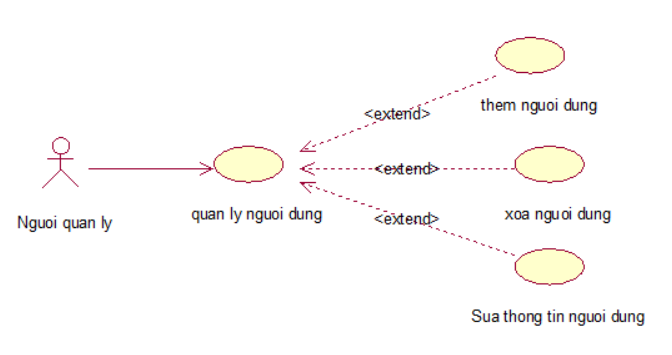 them nguoi dung
<extend>
Nguoi quan ly
quan ly nguoi dung
<extend>
xoa nguoi dung
<extend>
Sua thong tin nguoi dung